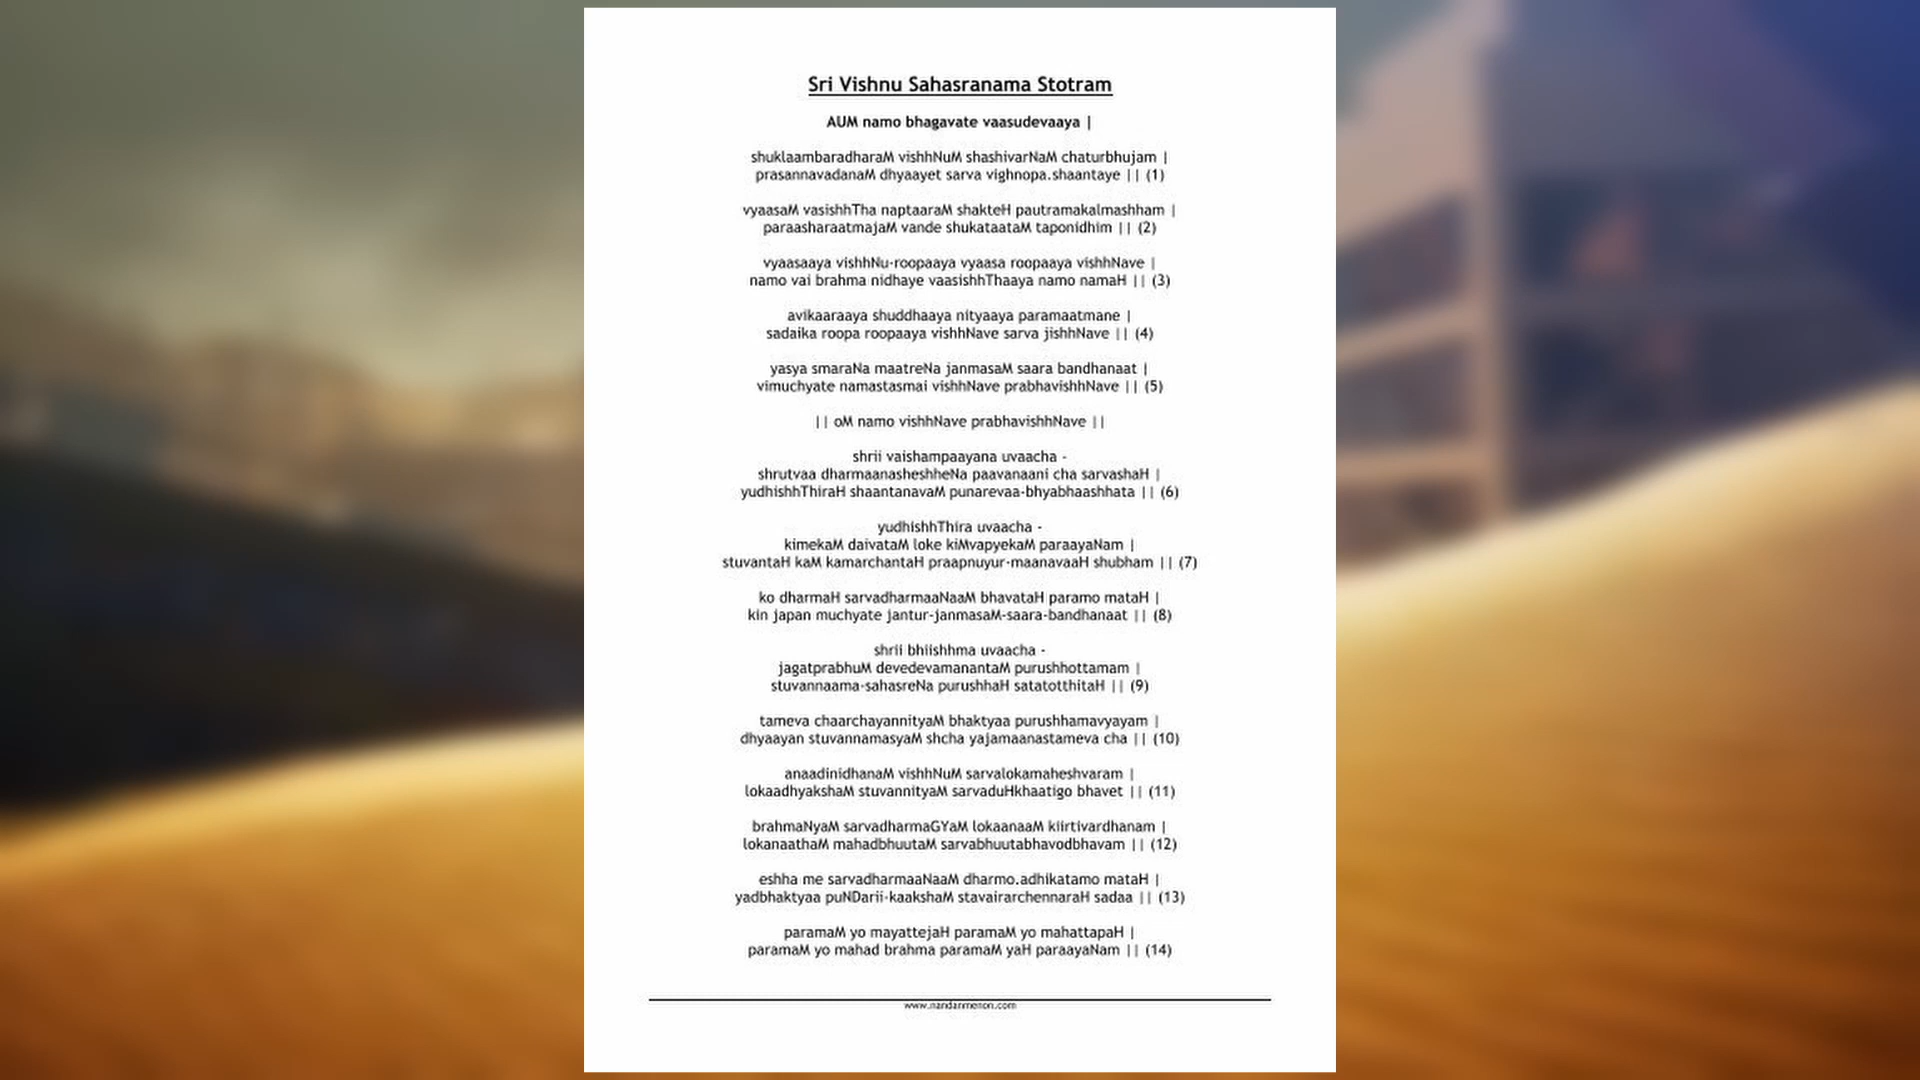 Sri Vishnu Sahasranama Stotram
AUM namo bhagavate vaasudevaaya |
shuklaambaradharaM vishhNuM shashivarNaM chaturbhujam |
prasannavadanaM dhyaayet sarva vighnopa.shaantaye || (1)
vyaasaM vasishhTha naptaaraM shakteH pautramakalmashham |
paraasharaatmajaM vande shukataataM taponidhim || (2)
vyaasaaya vishhNu-roopaaya vyaasa roopaaya vishhNave |
namo vai brahma nidhaye vaasishhThaaya namo namaH || (3)
avikaaraaya shuddhaaya nityaaya paramaatmane |
sadaika roopa roopaaya vishhNave sarva jishhNave || (4)
yasya smaraNa maatreNa janmasaM saara bandhanaat |
vimuchyate namastasmai vishhNave prabhavishhNave || (5)
|| oM namo vishhNave prabhavishhNave ||
shrii vaishampaayana uvaacha -
shrutvaa dharmaanasheshheNa paavanaani cha sarvashaH |
yudhishhThiraH shaantanavaM punarevaa-bhyabhaashhata || (6)
yudhishhThira uvaacha -
kimekaM daivataM loke kiMvapyekaM paraayaNam |
stuvantaH kaM kamarchantaH praapnuyur-maanavaaH shubham || (7)
ko dharmaH sarvadharmaaNaaM bhavataH paramo mataH |
kin japan muchyate jantur-janmasaM-saara-bandhanaat || (8)
shrii bhiishhma uvaacha -
jagatprabhuM devedevamanantaM purushhottamam |
stuvannaama-sahasreNa purushhaH satatotthitaH || (9)
tameva chaarchayannityaM bhaktyaa purushhamavyayam |
dhyaayan stuvannamasyaM shcha yajamaanastameva cha || (10)
anaadinidhanaM vishhNuM sarvalokamaheshvaram |
lokaadhyakshaM stuvannityaM sarvaduHkhaatigo bhavet || (11)
brahmaNyaM sarvadharmaGYaM lokaanaaM kiirtivardhanam |
lokanaathaM mahadbhuutaM sarvabhuutabhavodbhavam || (12)
eshha me sarvadharmaaNaaM dharmo.adhikatamo mataH |
yadbhaktyaa puNDarii-kaakshaM stavairarchennaraH sadaa || (13)
paramaM yo mayattejaH paramaM yo mahattapaH |
paramaM yo mahad brahma paramaM yaH paraayaNam || (14)
www.nandanmenon.com